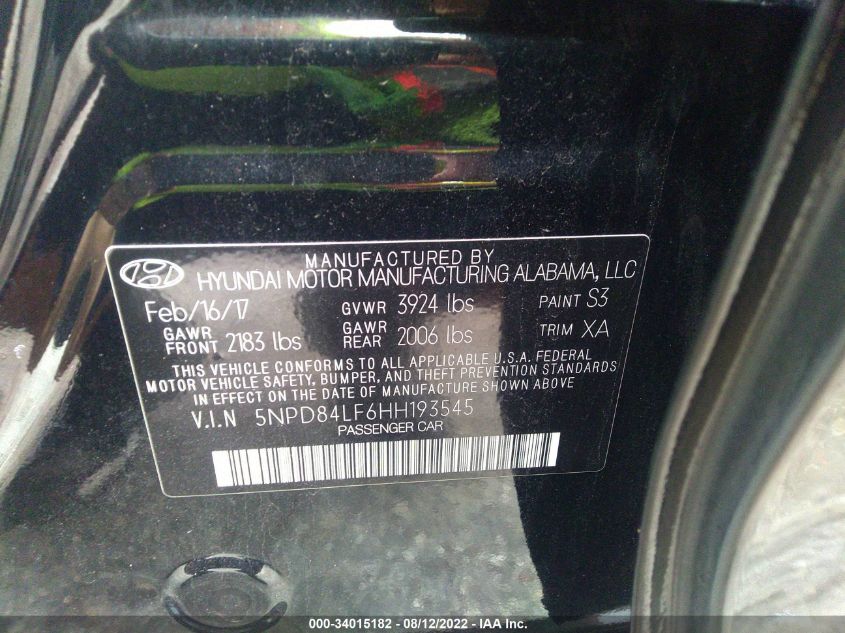 MANUFACTURED BY
HYUNDAI MOTOR MANUFACTURING ALABAMA, LLC
Feb/16/17 GVWR 3924 lbs PAINT S3
GAWR FRONT 2183 lbs GAWR REAR 2006 lbs TRIM XA
THIS VEHICLE CONFORMS TO ALL APPLICABLE U.S.A. FEDERAL
MOTOR VEHICLE SAFETY, BUMPER, AND THEFT PREVENTION STANDARDS
IN EFFECT ON THE DATE OF MANUFACTURE SHOWN ABOVE.
V.I.N 5NPD84LF6HH193545
PASSENGER CAR
000-34015182 - 08/12/2022 - IAA Inc.